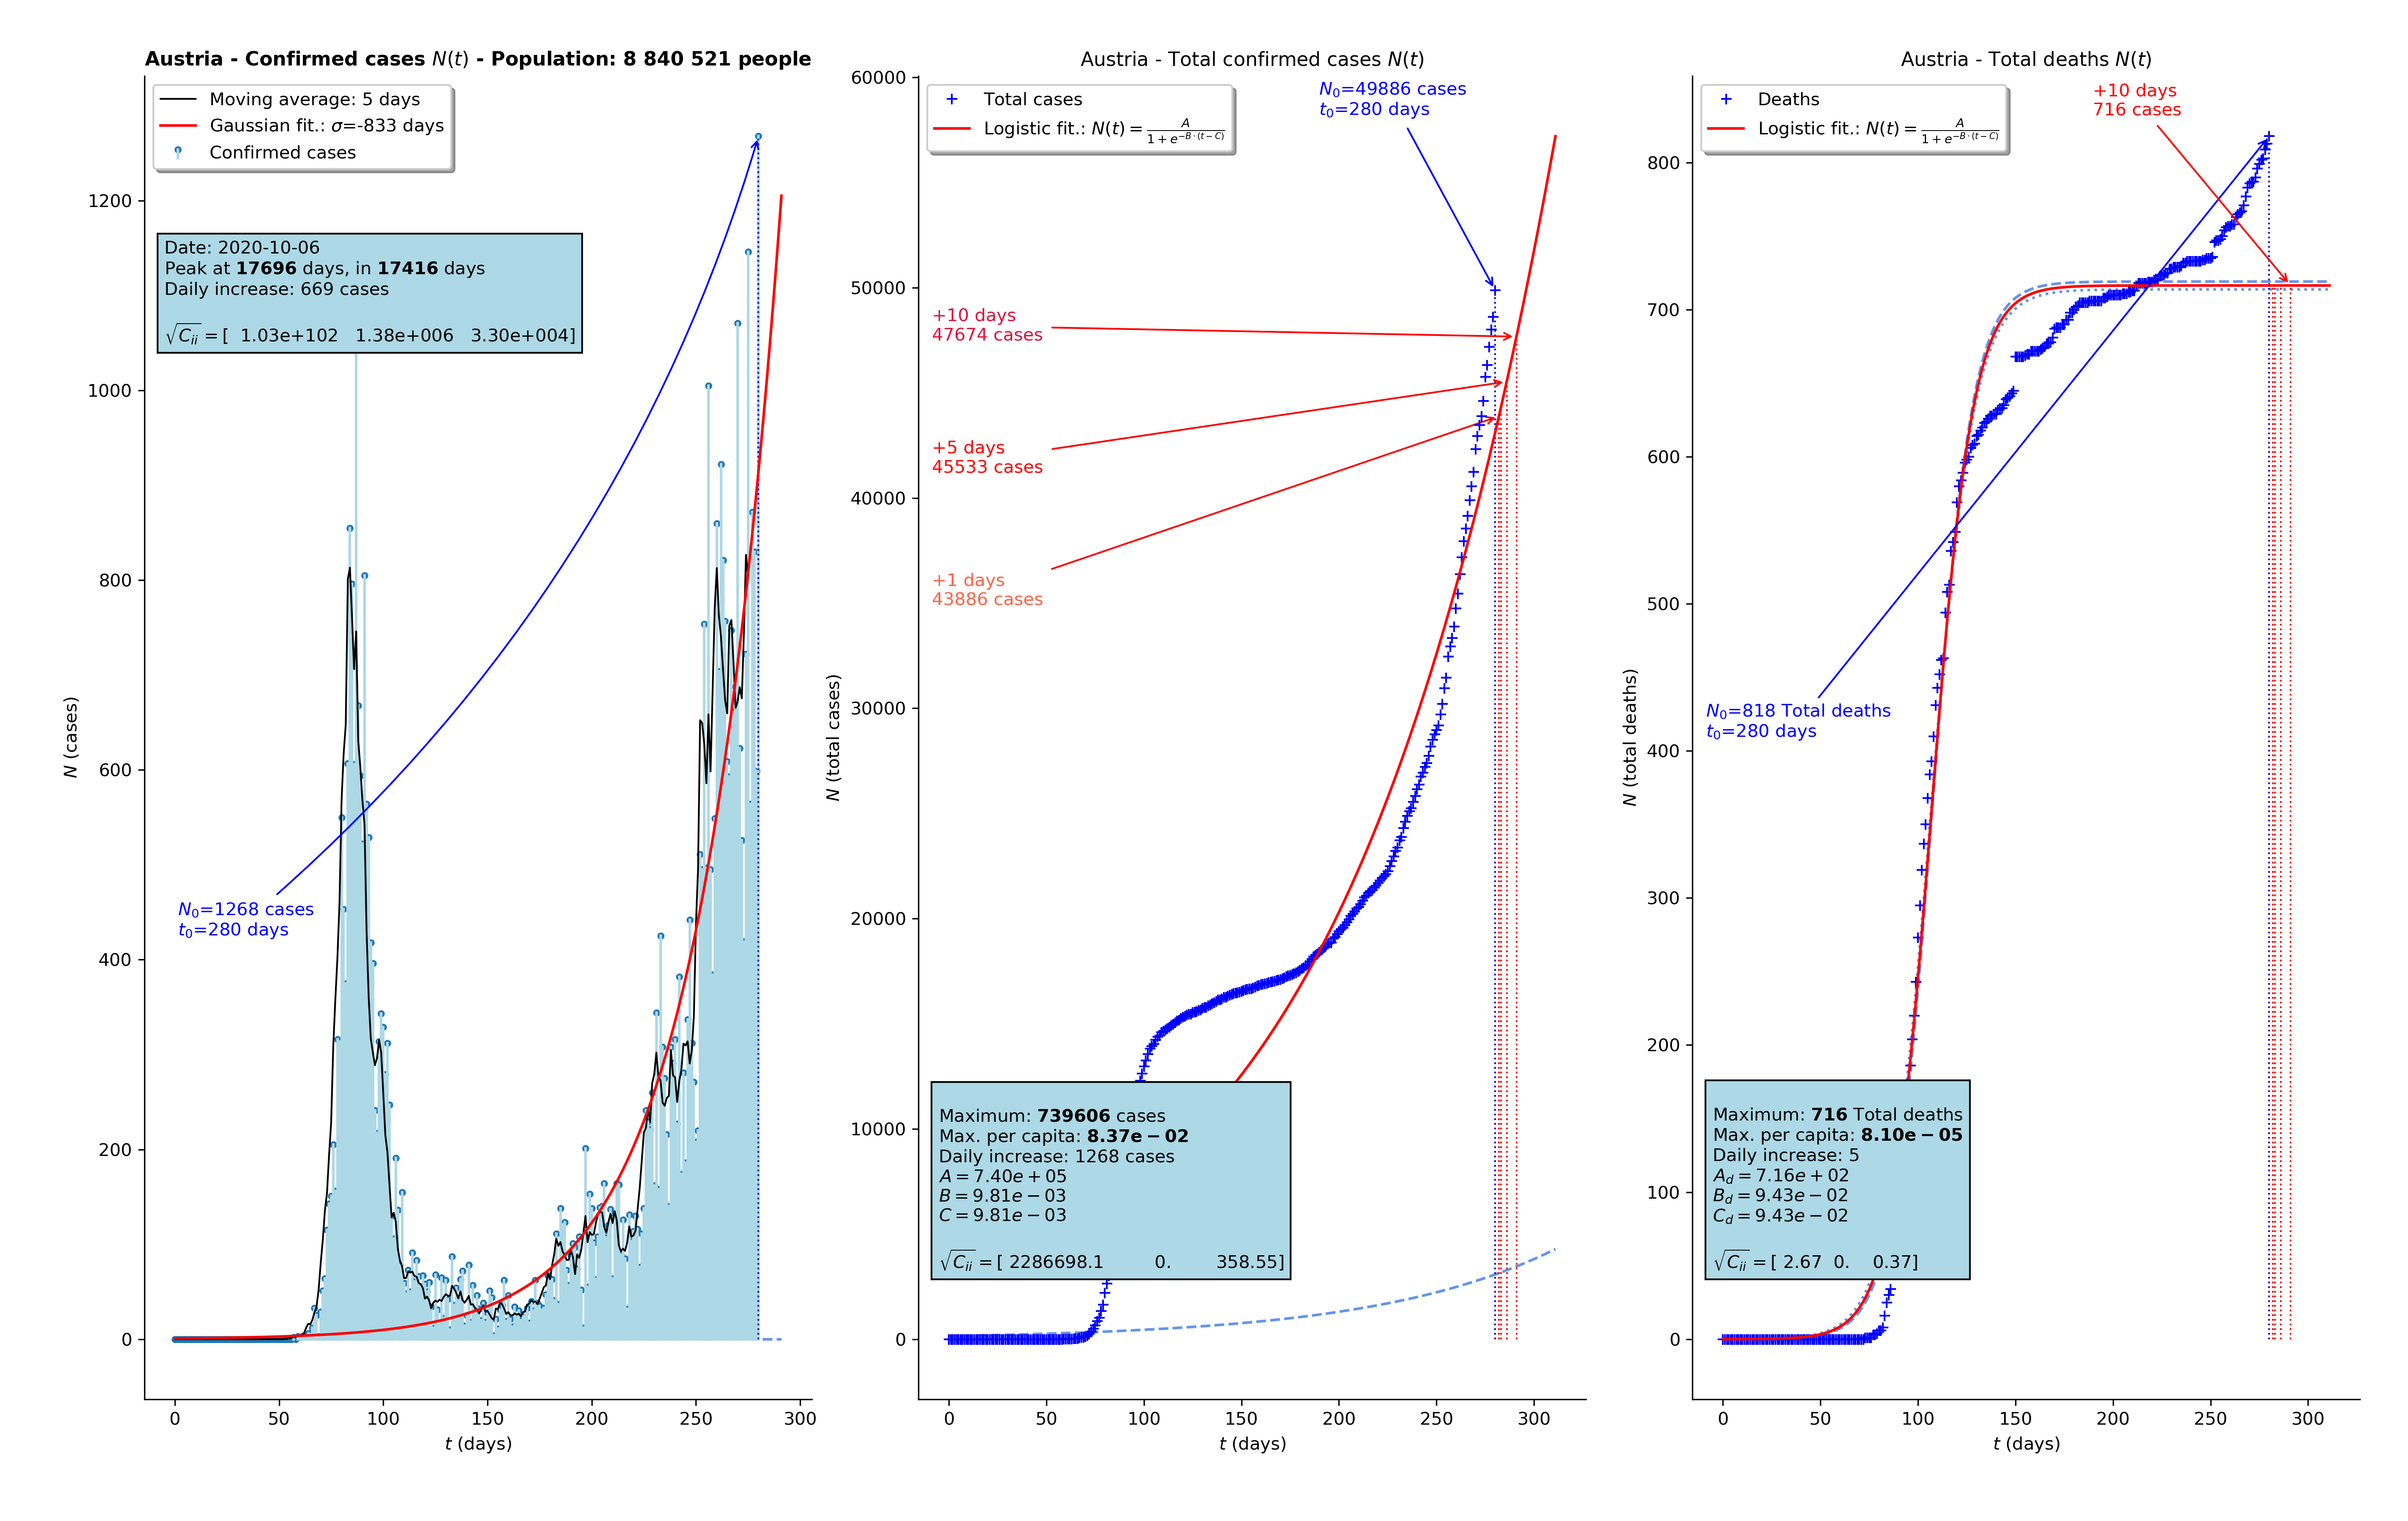 Austria - Confirmed cases N(t) - Population: 8 840 521 people
Moving average: 5 days
Gaussian fit.: σ=-833 days
Confirmed cases
Date: 2020-10-06
Peak at 17696 days, in 17416 days
Daily increase: 669 cases
√C_ii = [ 1.03e+102 1.38e+006 3.30e+004]
N₀=1268 cases
t₀=280 days
N (cases)
1200
1000
800
600
400
200
0
0 50 100 150 200 250 300
t (days)
Austria - Total confirmed cases N(t)
Total cases
Logistic fit.: N(t) = A / (1 + e^{-B·(t-C)})
N₀=49886 cases
t₀=280 days
+10 days
47674 cases
+5 days
45533 cases
+1 days
43886 cases
Maximum: 739606 cases
Max. per capita: 8.37e − 02
Daily increase: 1268 cases
A = 7.40e + 05
B = 9.81e − 03
C = 9.81e − 03
√C_ii = [ 2286698.1 0. 358.55]
N (total cases)
60000
50000
40000
30000
20000
10000
0
0 50 100 150 200 250 300
t (days)
Austria - Total deaths N(t)
Deaths
Logistic fit.: N(t) = A / (1 + e^{-B·(t-C)})
+10 days
716 cases
N₀=818 Total deaths
t₀=280 days
Maximum: 716 Total deaths
Max. per capita: 8.10e − 05
Daily increase: 5
A_d = 7.16e + 02
B_d = 9.43e − 02
C_d = 9.43e − 02
√C_ii = [ 2.67 0. 0.37]
N (total deaths)
800
700
600
500
400
300
200
100
0
0 50 100 150 200 250 300
t (days)